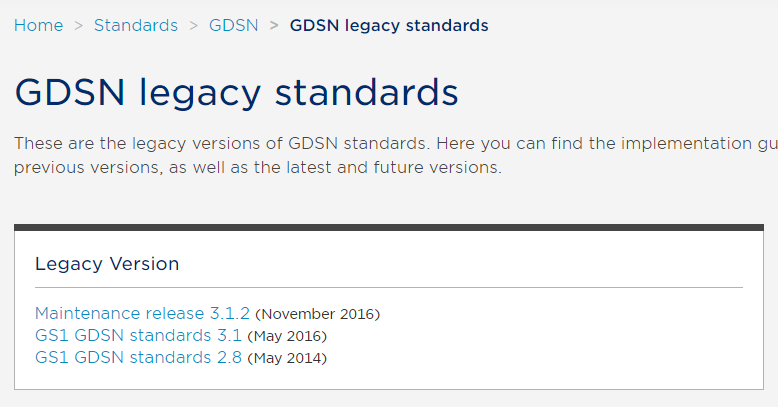 Home > Standards > GDSN > GDSN legacy standards
GDSN legacy standards
These are the legacy versions of GDSN standards. Here you can find the implementation
previous versions, as well as the latest and future versions.
Legacy Version
Maintenance release 3.1.2 (November 2016)
GS1 GDSN standards 3.1 (May 2016)
GS1 GDSN standards 2.8 (May 2014)